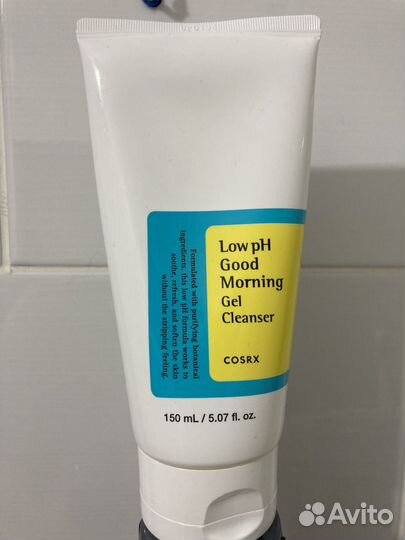 Low pH
Good
Morning
Gel
Cleanser
COSRX
Formulated with purifying botanical
ingredients, this low pH formula works to
soothe, refresh, and soften the skin
without the stripping feeling.
150 mL / 5.07 fl. oz.
Avito